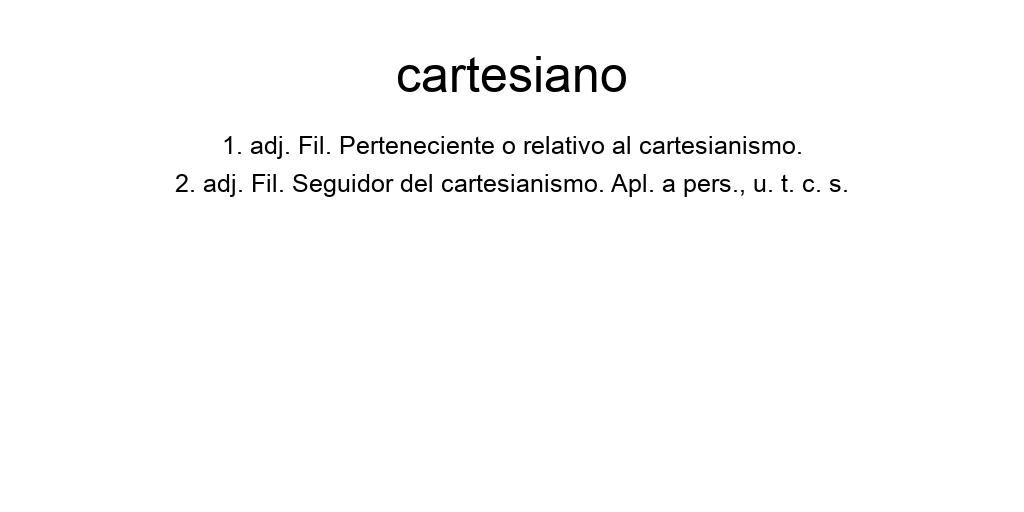 cartesiano
1. adj. Fil. Perteneciente o relativo al cartesianismo.
2. adj. Fil. Seguidor del cartesianismo. Apl. a pers., u. t. c. s.